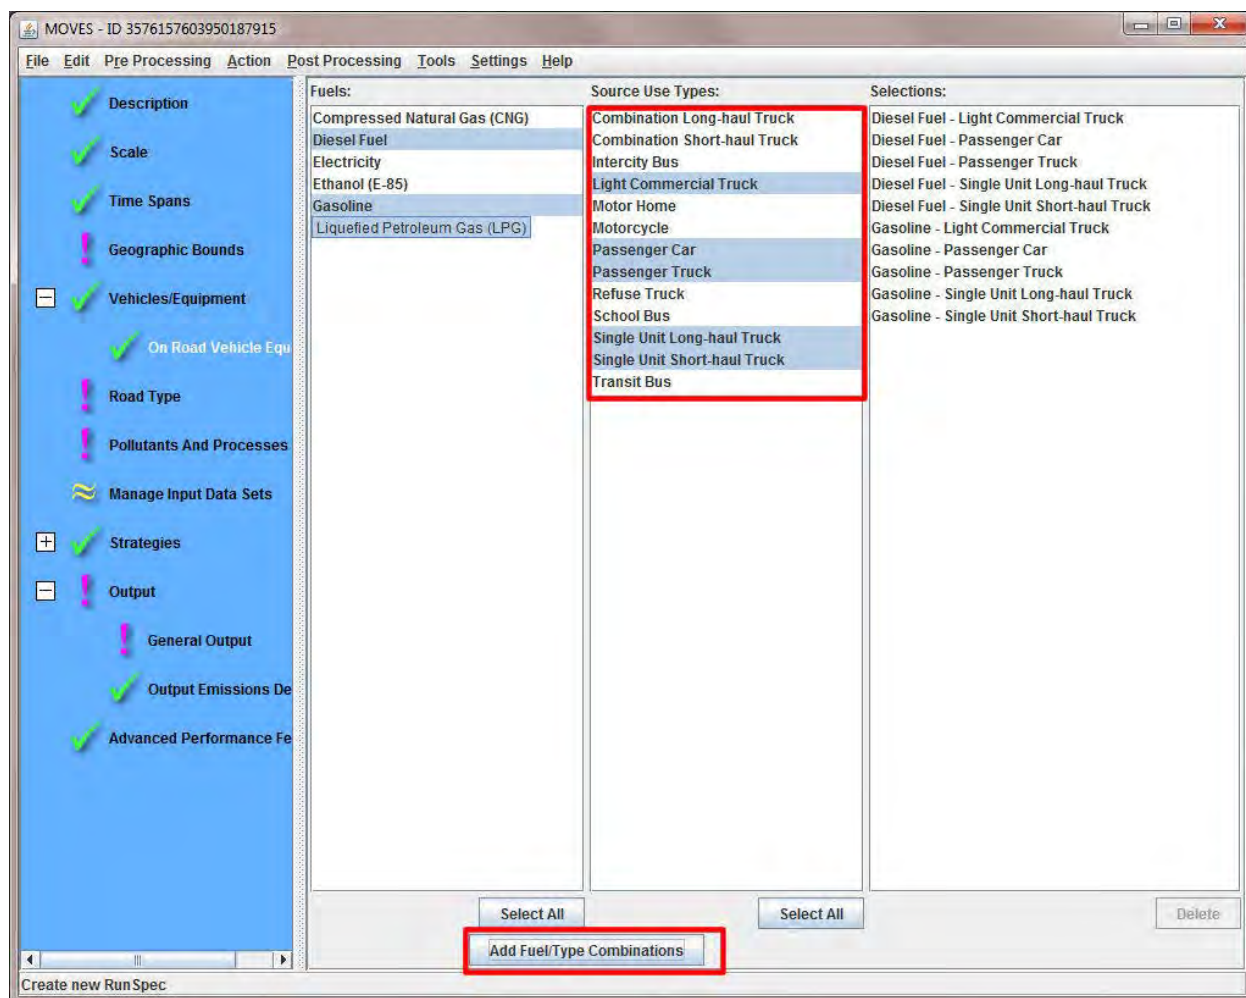 MOVES - ID 3576157603950187915
File Edit Pre Processing Action Post Processing Tools Settings Help
Description
Scale
Time Spans
Geographic Bounds
Vehicles/Equipment
On Road Vehicle Equ
Road Type
Pollutants And Processes
Manage Input Data Sets
Strategies
Output
General Output
Output Emissions De
Advanced Performance Fe
Fuels:
Compressed Natural Gas (CNG)
Diesel Fuel
Electricity
Ethanol (E-85)
Gasoline
Liquefied Petroleum Gas (LPG)
Source Use Types:
Combination Long-haul Truck
Combination Short-haul Truck
Intercity Bus
Light Commercial Truck
Motor Home
Motorcycle
Passenger Car
Passenger Truck
Refuse Truck
School Bus
Single Unit Long-haul Truck
Single Unit Short-haul Truck
Transit Bus
Selections:
Diesel Fuel - Light Commercial Truck
Diesel Fuel - Passenger Car
Diesel Fuel - Passenger Truck
Diesel Fuel - Single Unit Long-haul Truck
Diesel Fuel - Single Unit Short-haul Truck
Gasoline - Light Commercial Truck
Gasoline - Passenger Car
Gasoline - Passenger Truck
Gasoline - Single Unit Long-haul Truck
Gasoline - Single Unit Short-haul Truck
Select All
Select All
Delete
Add Fuel/Type Combinations
Create new RunSpec